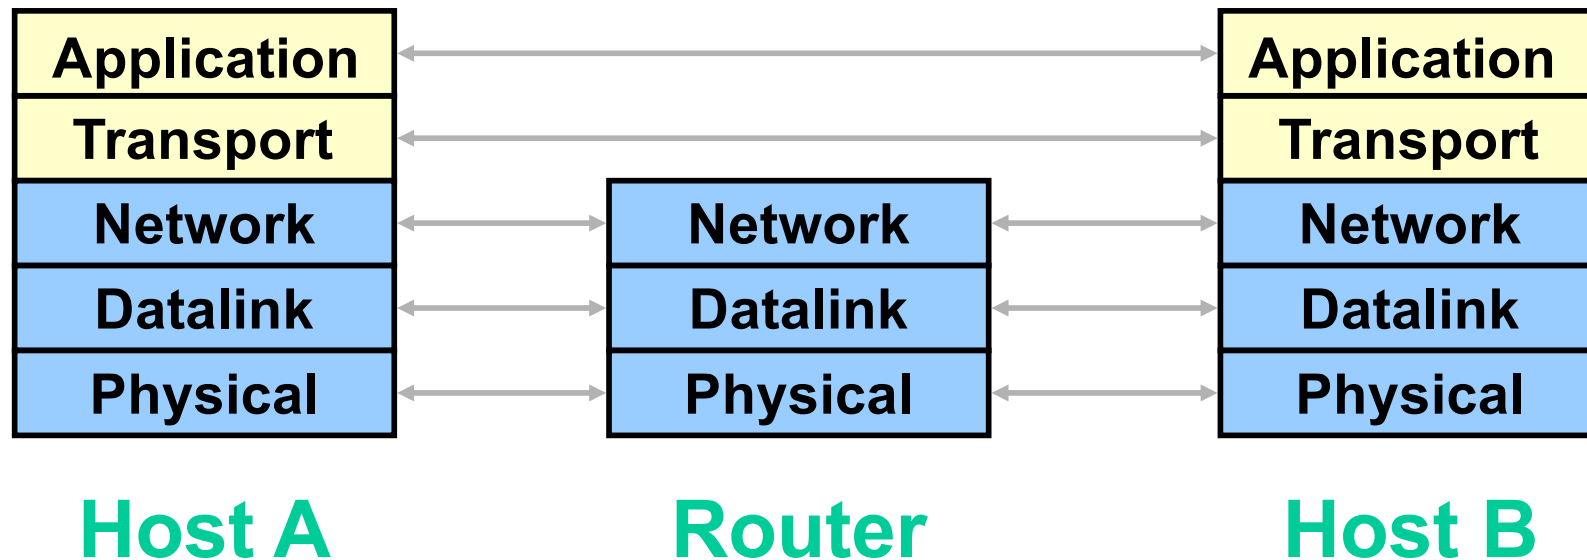 Application Application
Transport Transport
Network Network Network
Datalink Datalink Datalink
Physical Physical Physical
Host A Router Host B